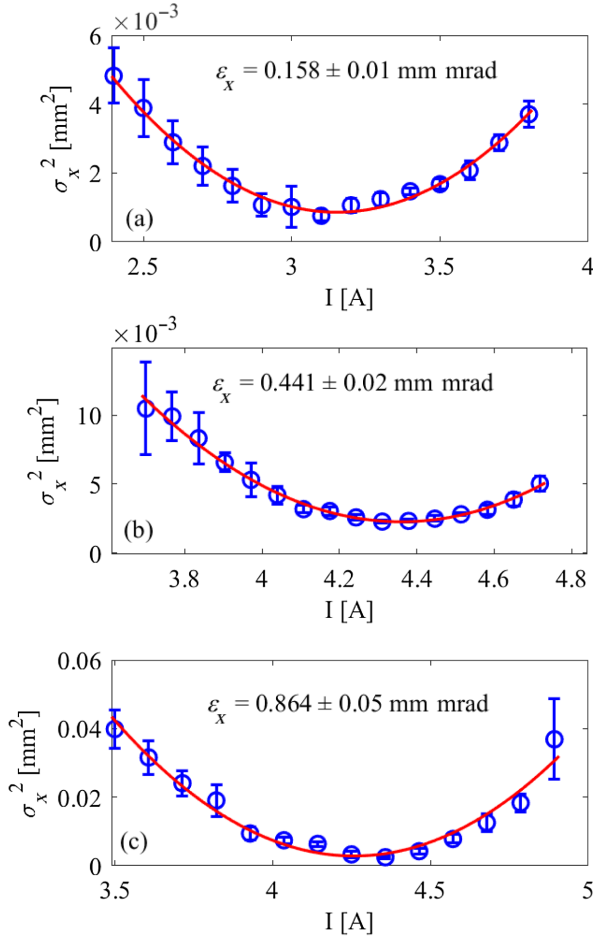 ×10⁻³
6
εₓ = 0.158 ± 0.01 mm mrad
4
σₓ² [mm²]
2
(a)
0
2.5 3 3.5 4
I [A]
×10⁻³
εₓ = 0.441 ± 0.02 mm mrad
10
σₓ² [mm²]
5
(b)
0
3.8 4 4.2 4.4 4.6 4.8
I [A]
0.06
εₓ = 0.864 ± 0.05 mm mrad
0.04
σₓ² [mm²]
0.02
(c)
0
3.5 4 4.5 5
I [A]